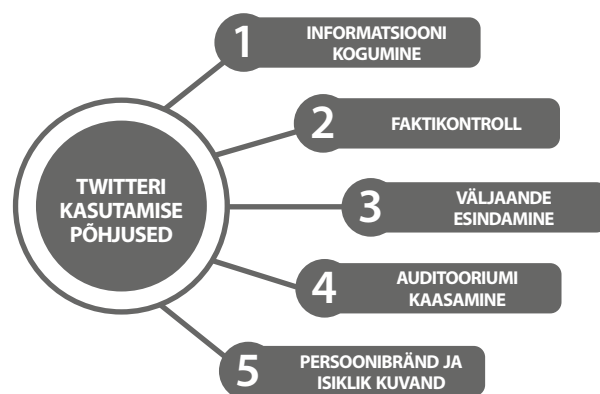 TWITTERI
KASUTAMISE
PÕHJUSED
1
INFORMATSIOONI
KOGUMINE
2
FAKTIKONTROLL
3
VÄLJAANDE
ESINDAMINE
4
AUDITOORIUMI
KAASAMINE
5
PERSOONIBRÄND JA
ISIKLIK KUVAND